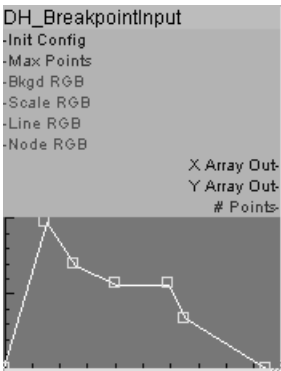 DH_BreakpointInput
-Init Config
-Max Points
-Bkgd RGB
-Scale RGB
-Line RGB
-Node RGB
X Array Out-
Y Array Out-
# Points-